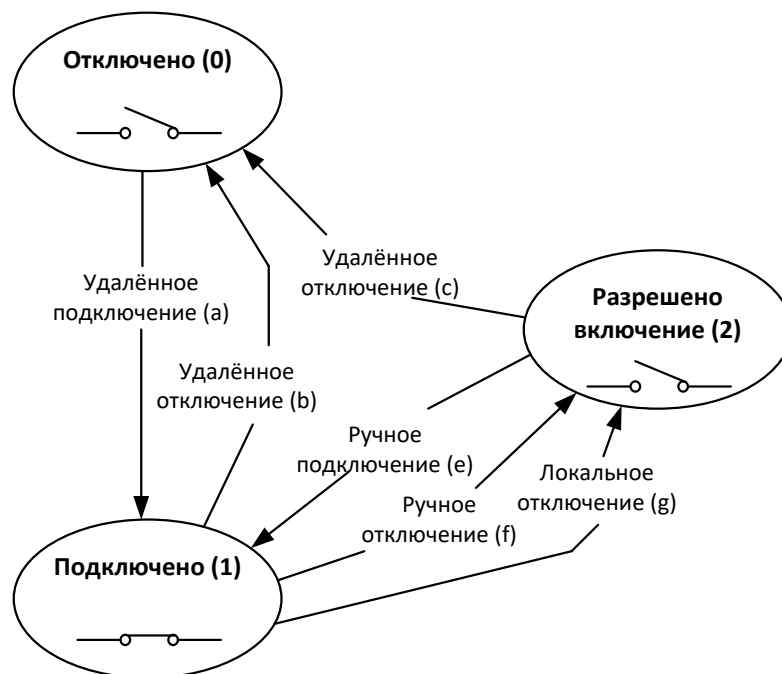 Отключено (0)
Удалённое
подключение (a)
Удалённое
отключение (b)
Удалённое
отключение (c)
Разрешено
включение (2)
Ручное
подключение (e)
Ручное
отключение (f)
Локальное
отключение (g)
Подключено (1)